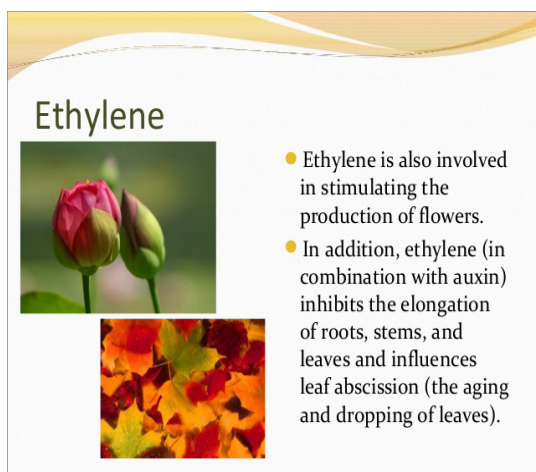 Ethylene
Ethylene is also involved
in stimulating the
production of flowers.
In addition, ethylene (in
combination with auxin)
inhibits the elongation
of roots, stems, and
leaves and influences
leaf abscission (the aging
and dropping of leaves).